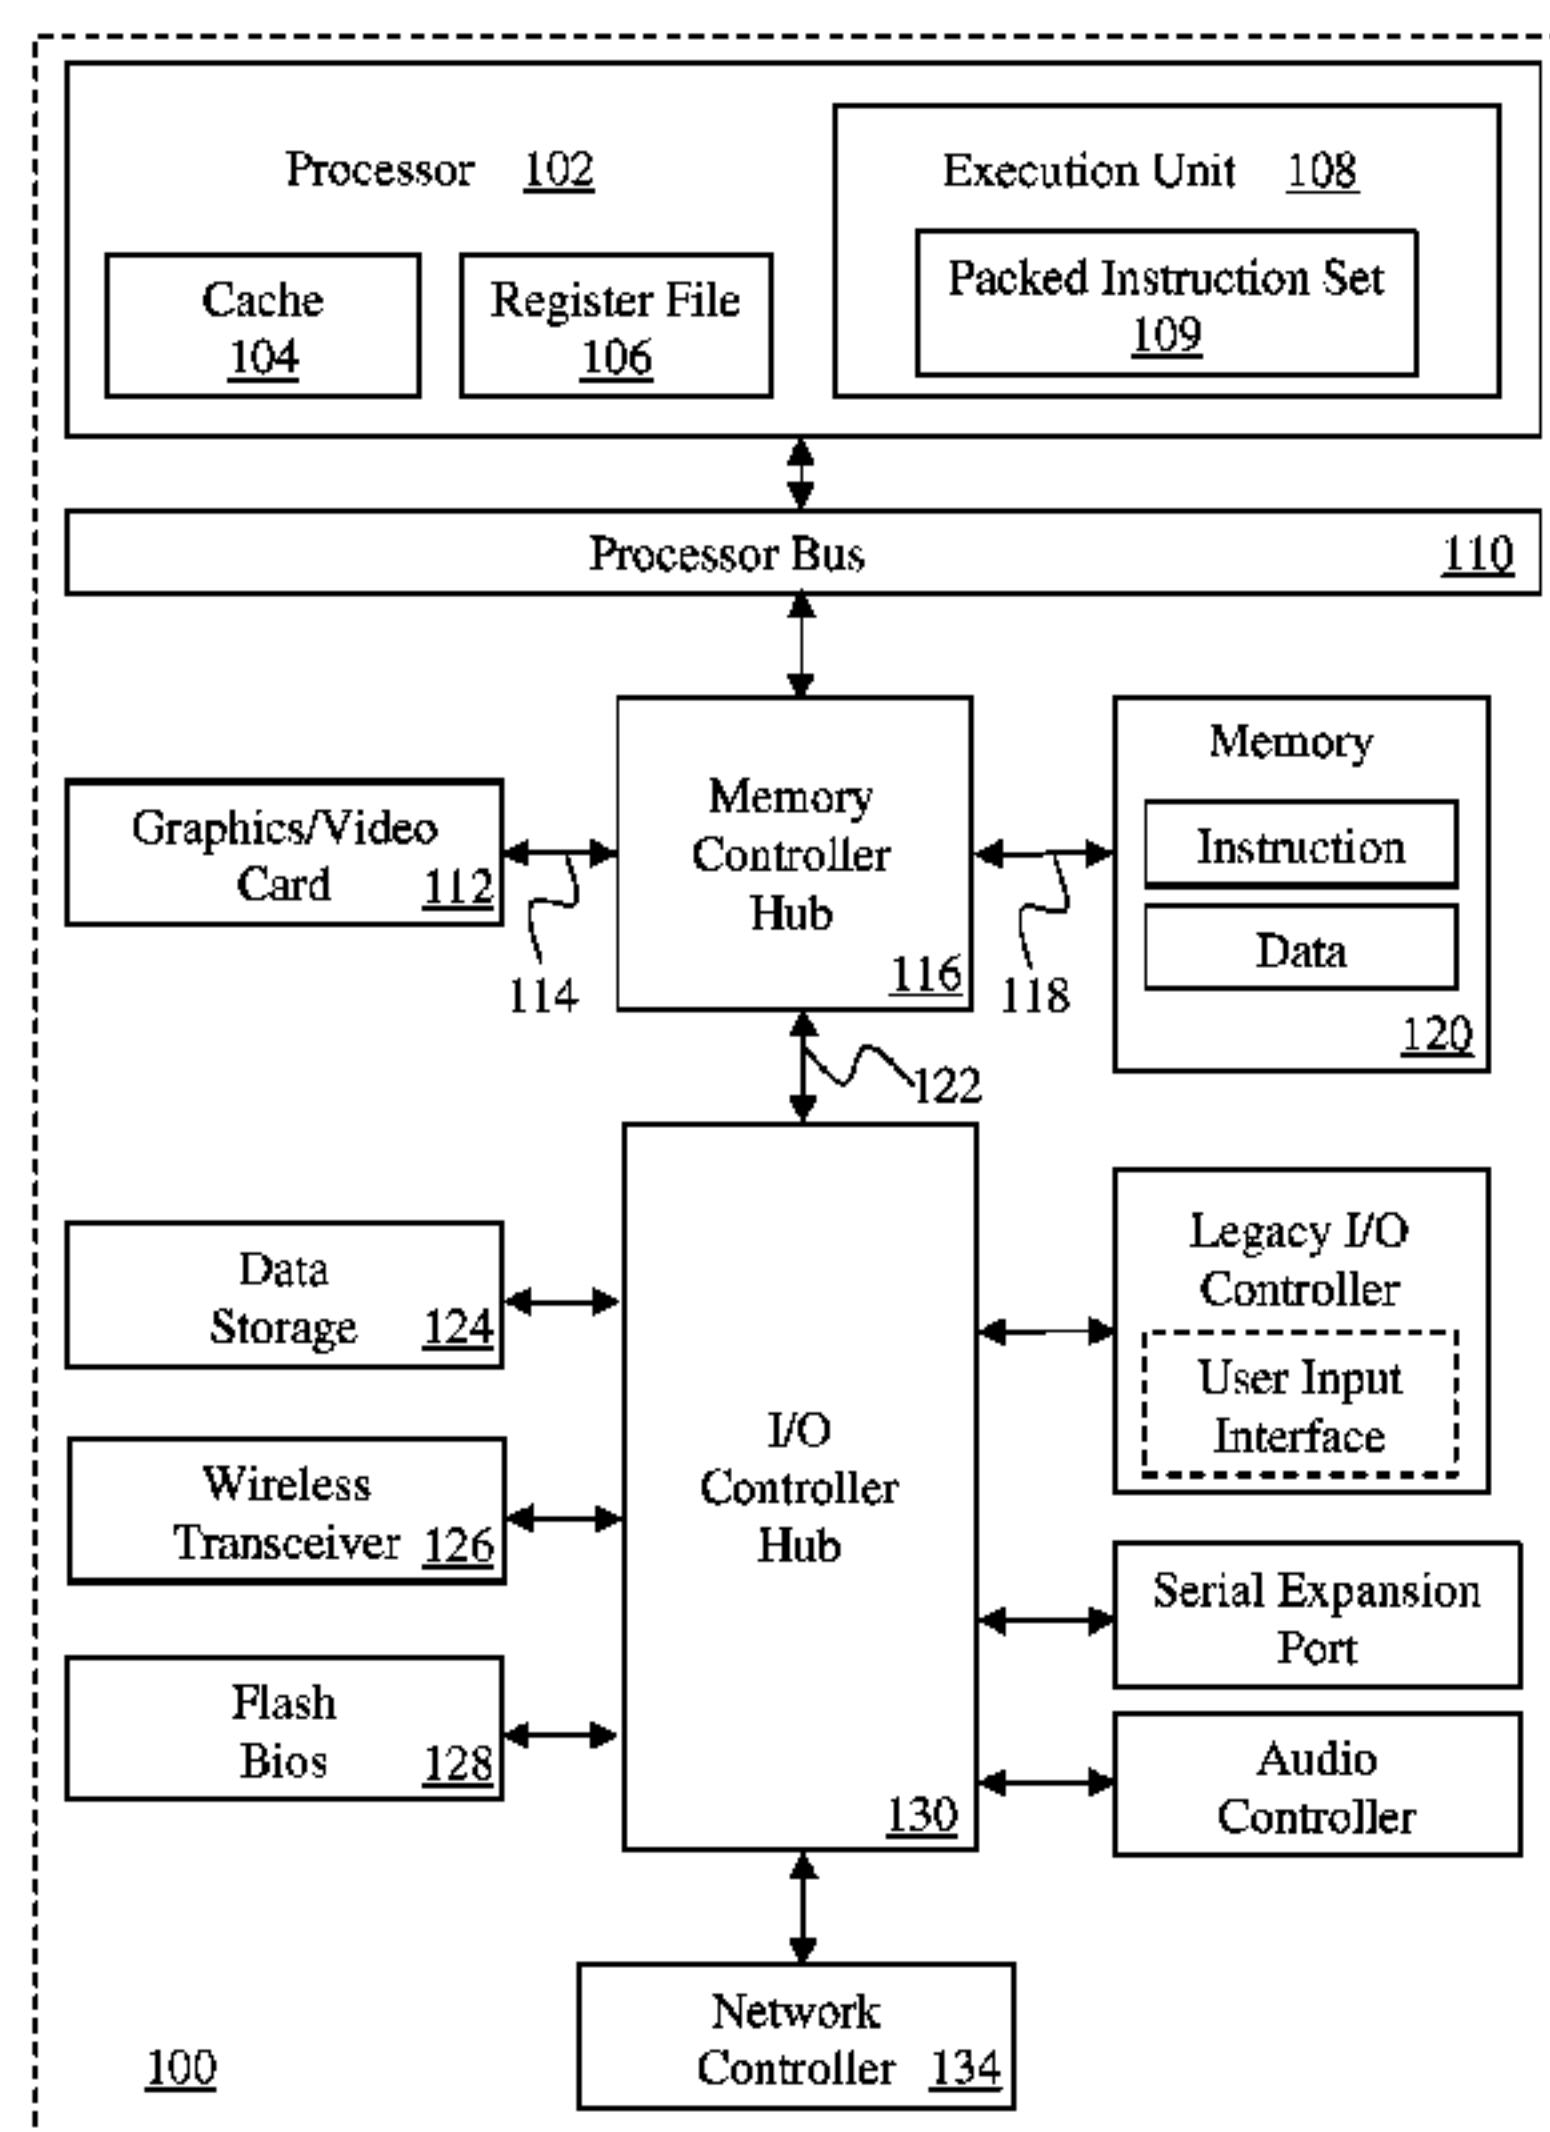 Processor 102
Execution Unit 108
Cache
104
Register File
106
Packed Instruction Set
109
Processor Bus 110
Graphics/Video
Card 112
114
Memory
Controller
Hub
116
118
Memory
Instruction
Data
120
122
Data
Storage 124
Wireless
Transceiver 126
Flash
Bios 128
I/O
Controller
Hub
130
Legacy I/O
Controller
User Input
Interface
Serial Expansion
Port
Audio
Controller
Network
Controller 134
100